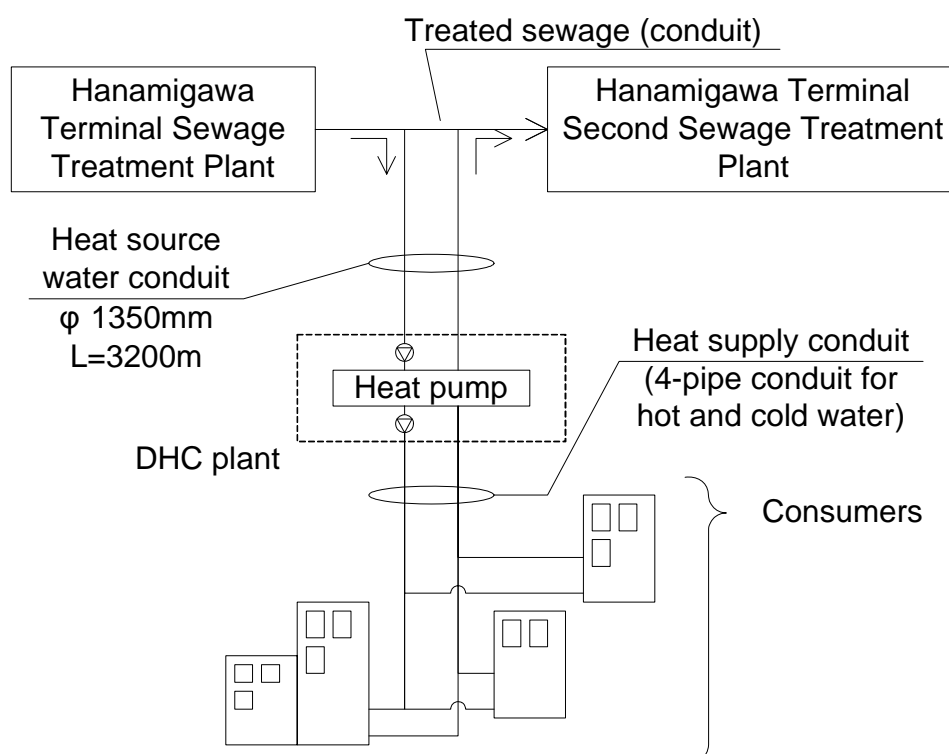 Treated sewage (conduit)
Hanamigawa
Terminal Sewage
Treatment Plant
Hanamigawa Terminal
Second Sewage Treatment
Plant
Heat source
water conduit
φ 1350mm
L=3200m
Heat supply conduit
(4-pipe conduit for
hot and cold water)
Heat pump
DHC plant
Consumers